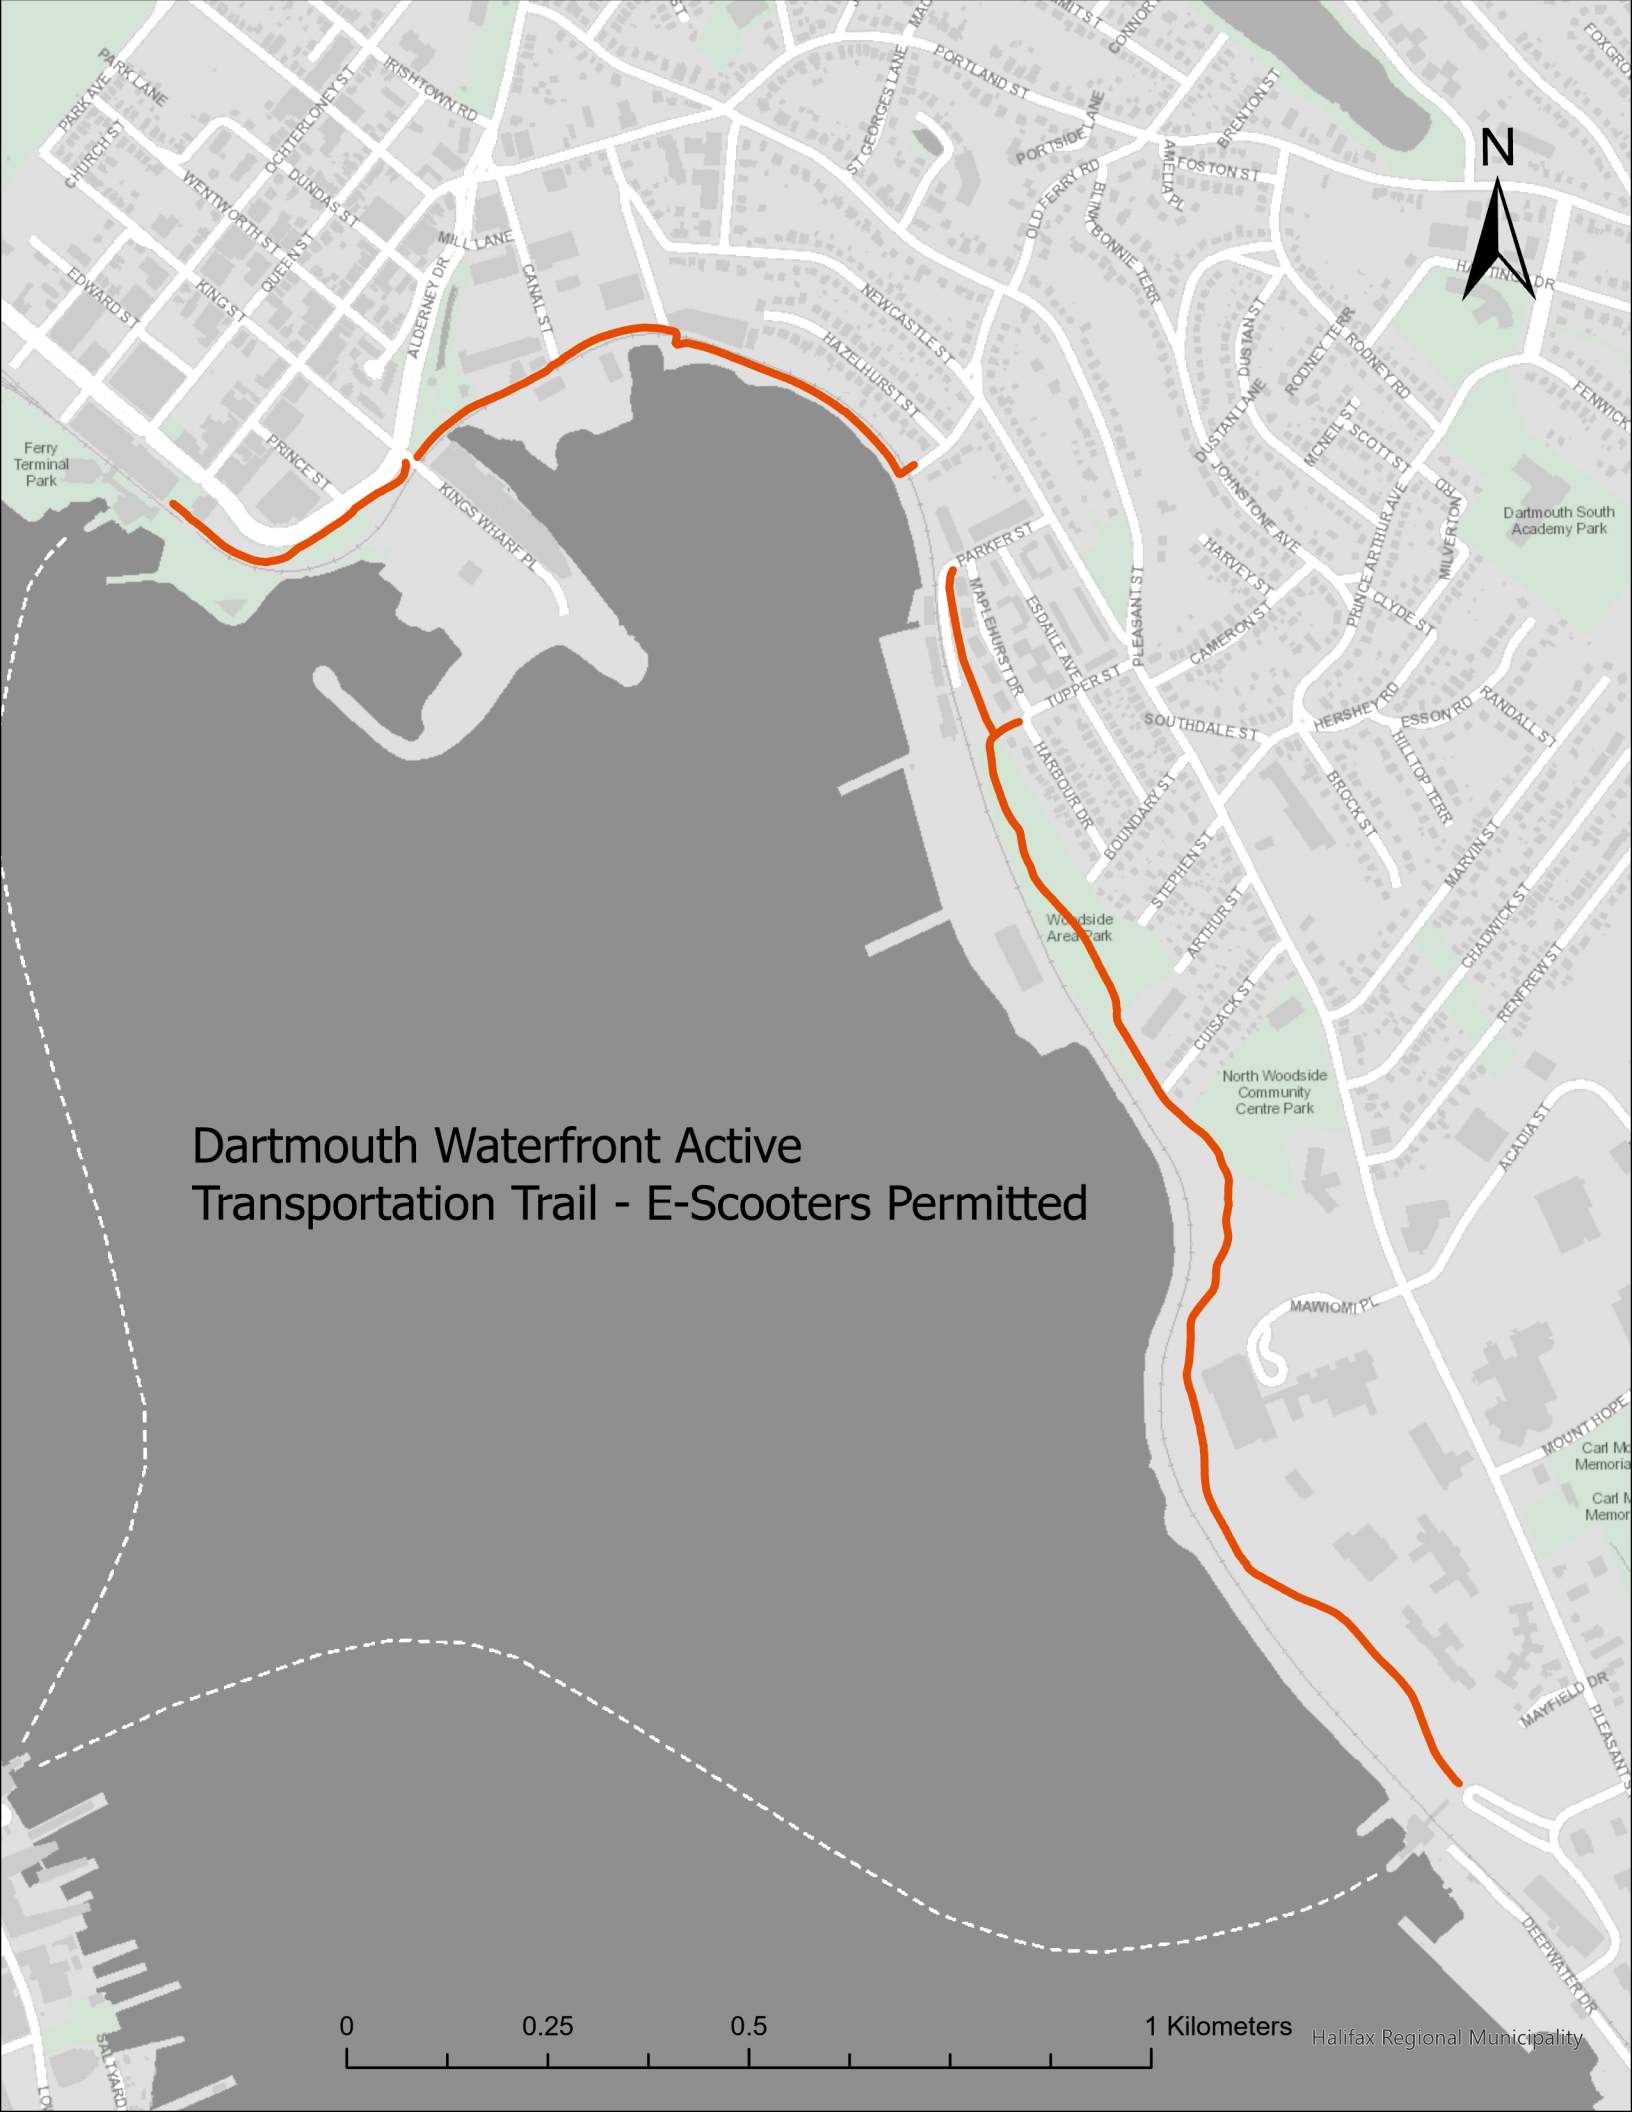 PARK LANE
PARK AVE
IRISHTOWN RD
OCHTERLONEY ST
CHURCH ST
WENTWORTH ST
DUNDAS ST
QUEEN ST
KING ST
EDWARD ST
MILL LANE
ALDERNEY DR
CANAL ST
PRINCE ST
KINGS WHARF PL
Ferry
Terminal
Park
PORTLAND ST
ST GEORGES LANE
PORTSIDE LANE
OLD FERRY RD
BLINK BONNIE TERR
AMELIA PL
FOSTON ST
BRENTON ST
NEWCASTLE ST
HAZELHURST ST
DUSTAN ST
DUSTAN LANE
RODNEY TERR
RODNEY RD
MCNEIL ST
SCOTT ST
FENWICK
N
JOHNSTONE AVE
PRINCE ARTHUR AVE
MILVERTON RD
Dartmouth South
Academy Park
HARVEY ST
CLYDE ST
CAMERON ST
PARKER ST
MAPLEHURST DR
ESDAILE AVE
PLEASANT ST
TUPPER ST
SOUTHDALE ST
HERSHEY RD
ESSON RD
RANDALL ST
HILLTOP TERR
BROCK ST
HARBOUR DR
BOUNDARY ST
STEPHEN ST
MARVIN ST
ARTHUR ST
CHADWICK ST
RENFREW ST
CUISACK ST
Woodside
Area Park
North Woodside
Community
Centre Park
ACADIA ST
Dartmouth Waterfront Active
Transportation Trail - E-Scooters Permitted
MAWIOMI PL
MOUNT HOPE
Memoria
MAYFIELD DR
PLEASANT S
DEEPWATER DR
SALTYARD
0 0.25 0.5 1 Kilometers
Halifax Regional Municipality